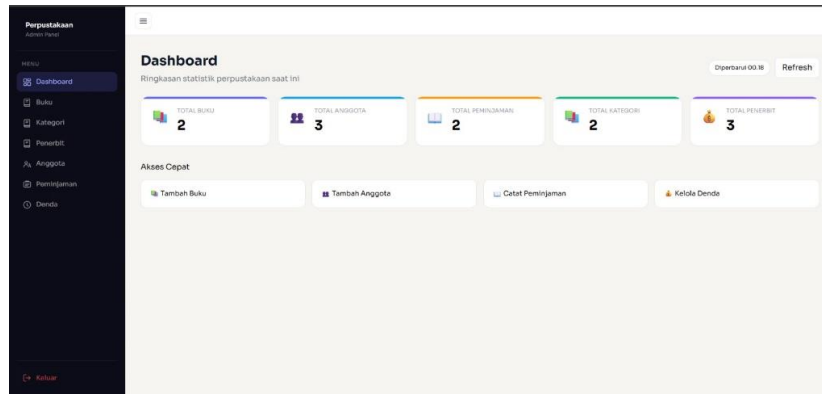 Perpustakaan
Admin Panel
MENU
Dashboard
Buku
Kategori
Penerbit
Anggota
Peminjaman
Denda
Keluar
Dashboard
Ringkasan statistik perpustakaan saat ini
Diperbarui 00.18
Refresh
TOTAL BUKU
2
TOTAL ANGGOTA
3
TOTAL PEMINJAMAN
2
TOTAL KATEGORI
2
TOTAL PENERBIT
3
Akses Cepat
Tambah Buku
Tambah Anggota
Catat Peminjaman
Kelola Denda